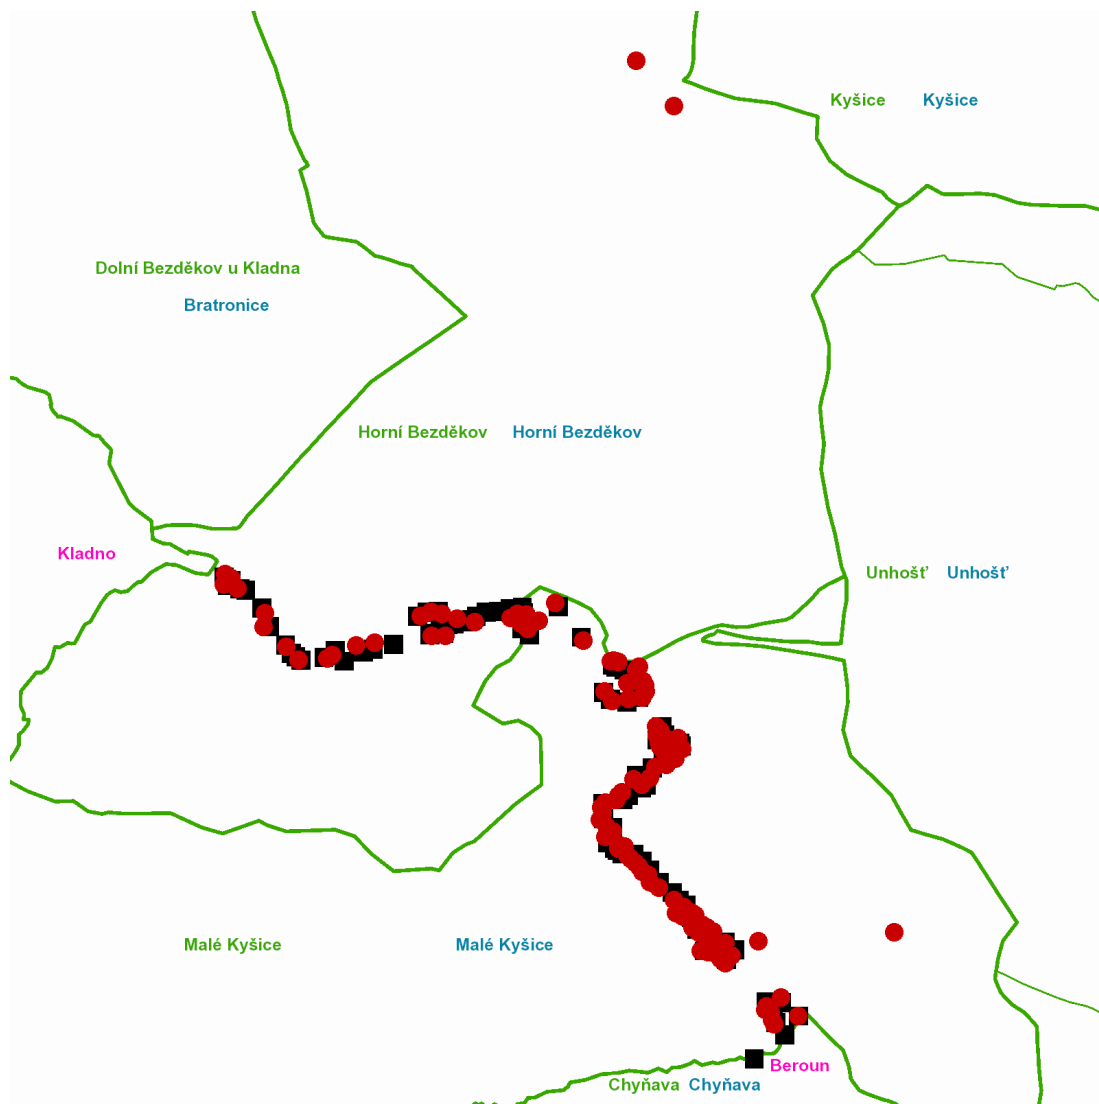 Kyšice Kyšice
Dolní Bezděkov u Kladna
Bratronice
Horní Bezděkov Horní Bezděkov
Kladno
Unhošť Unhošť
Malé Kyšice Malé Kyšice
Beroun
Chyňava Chyňava